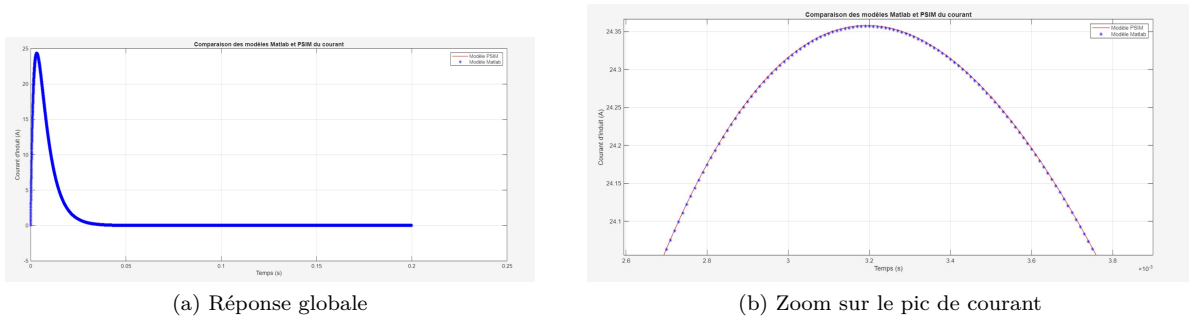 Comparaison des modèles Matlab et PSIM du courant
Modèle PSIM
Modèle Matlab
Courant d'induit (A)
25
20
15
10
5
0
-5
0
0.05
0.1
0.15
0.2
0.25
Temps (s)
(a) Réponse globale
Comparaison des modèles Matlab et PSIM du courant
Modèle PSIM
Modèle Matlab
Courant d'induit (A)
24.35
24.3
24.25
24.2
24.15
24.1
2.6
2.8
3
3.2
3.4
3.6
3.8
×10⁻³
Temps (s)
(b) Zoom sur le pic de courant